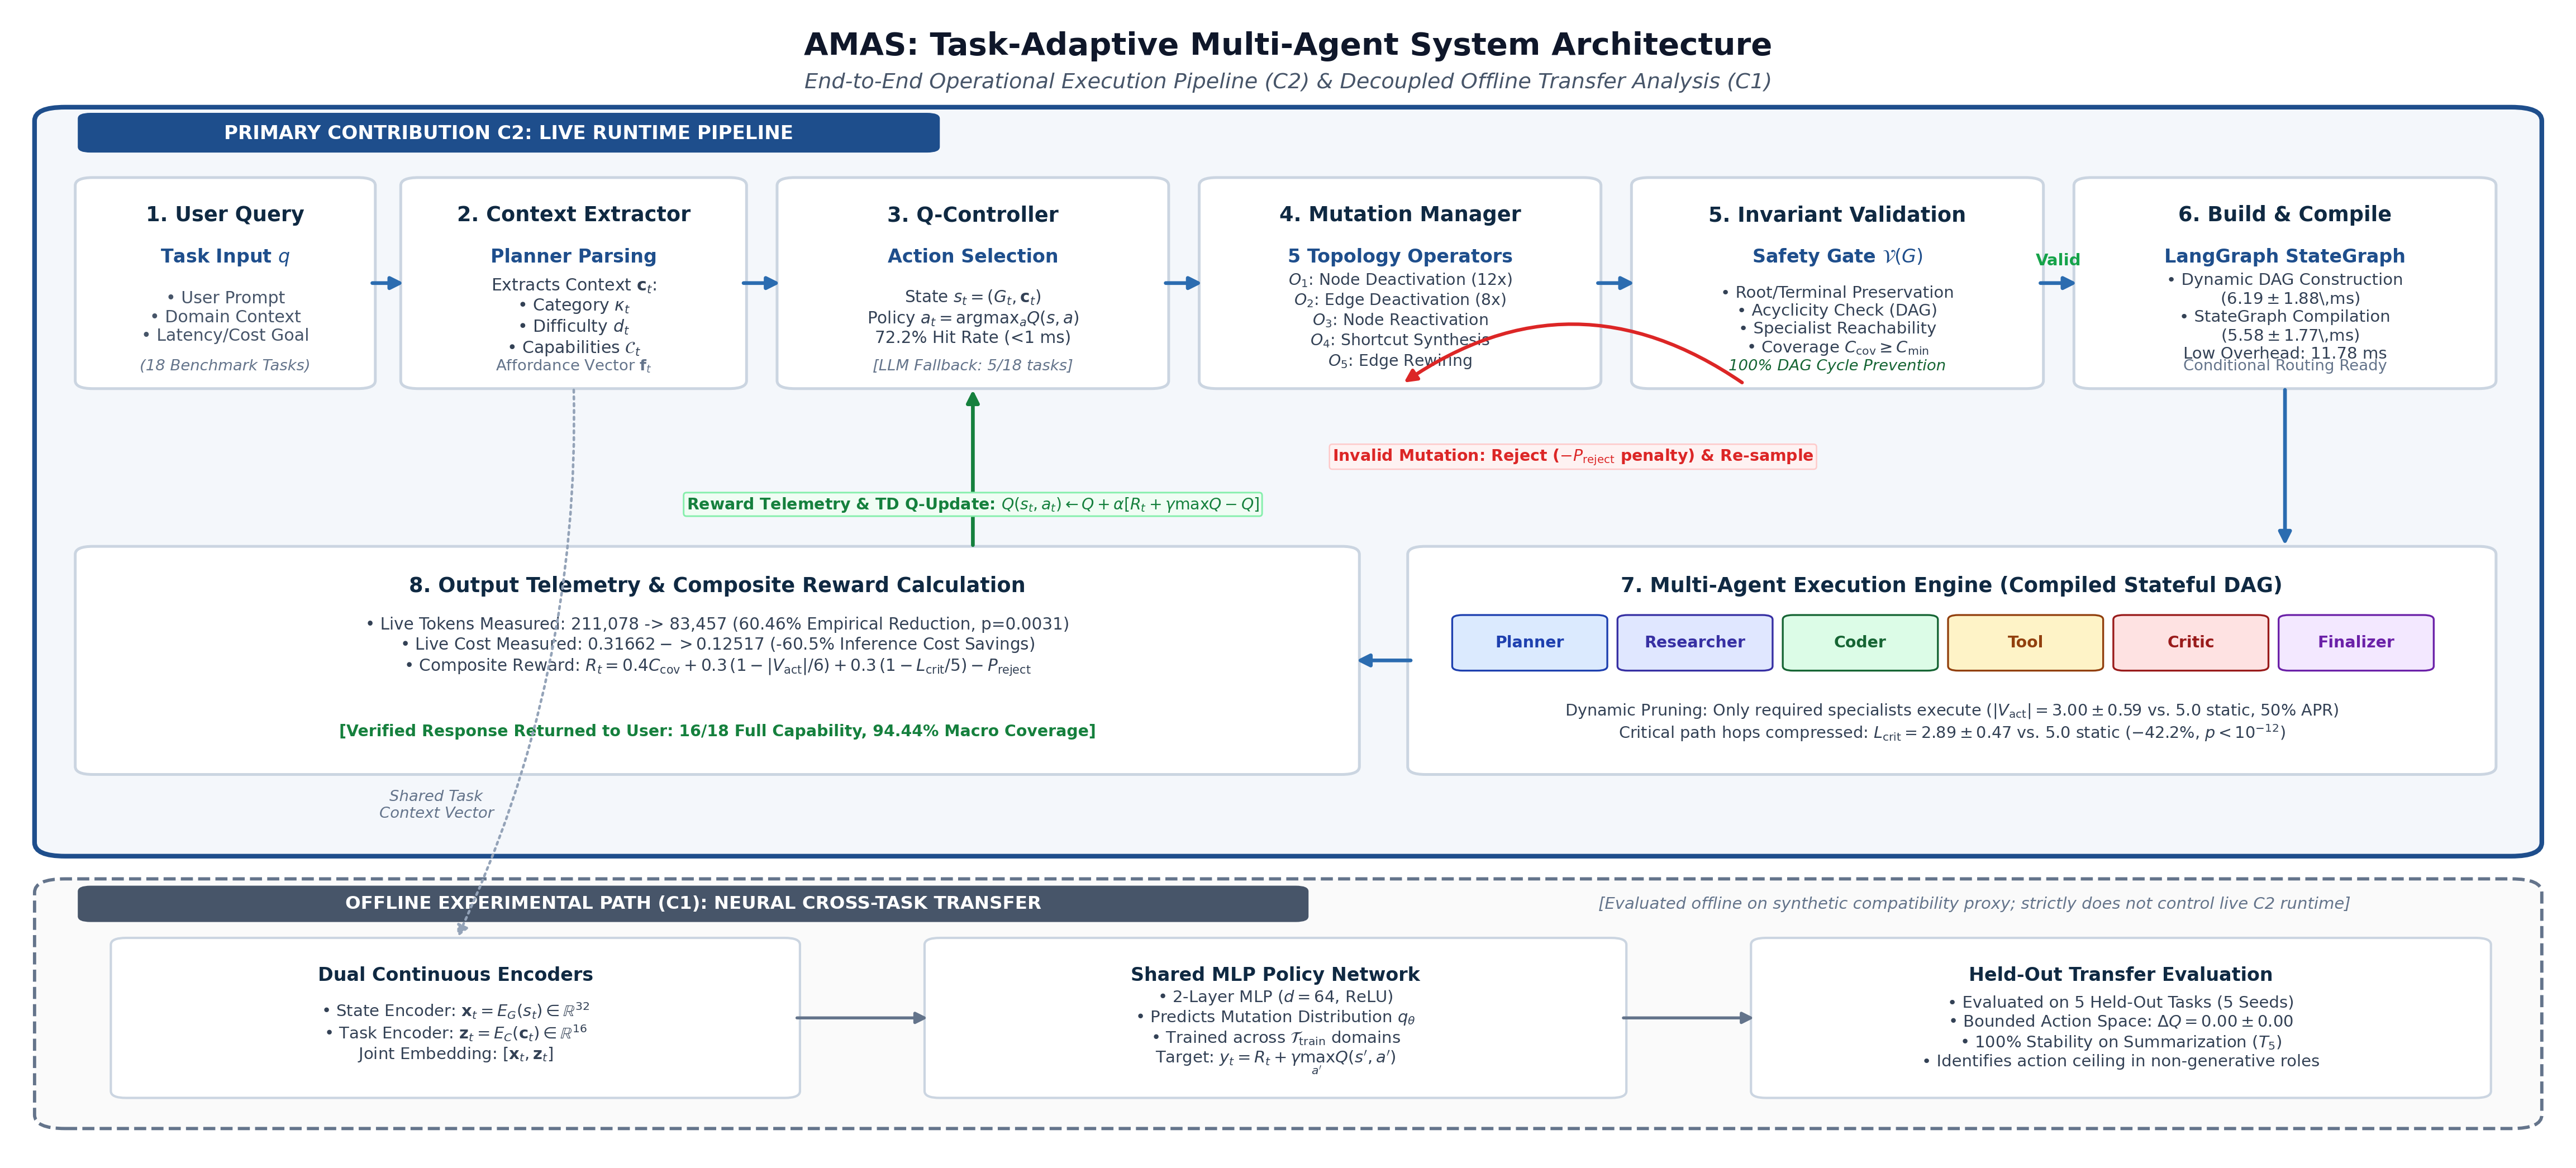 AMAS: Task-Adaptive Multi-Agent System Architecture
End-to-End Operational Execution Pipeline (C2) & Decoupled Offline Transfer Analysis (C1)
PRIMARY CONTRIBUTION C2: LIVE RUNTIME PIPELINE
1. User Query
Task Input q
• User Prompt
• Domain Context
• Latency/Cost Goal
(18 Benchmark Tasks)
2. Context Extractor
Planner Parsing
Extracts Context c_t:
• Category κ_t
• Difficulty d_t
• Capabilities C_t
Affordance Vector f_t
3. Q-Controller
Action Selection
State s_t = (G_t, c_t)
Policy a_t = argmax_a Q(s, a)
72.2% Hit Rate (<1 ms)
[LLM Fallback: 5/18 tasks]
4. Mutation Manager
5 Topology Operators
O_1: Node Deactivation (12x)
O_2: Edge Deactivation (8x)
O_3: Node Reactivation
O_4: Shortcut Synthesis
O_5: Edge Rewiring
5. Invariant Validation
Safety Gate 𝒱(G)
• Root/Terminal Preservation
• Acyclicity Check (DAG)
• Specialist Reachability
• Coverage C_cov ≥ C_min
100% DAG Cycle Prevention
Valid
6. Build & Compile
LangGraph StateGraph
• Dynamic DAG Construction
(6.19 ± 1.88\,ms)
• StateGraph Compilation
(5.58 ± 1.77\,ms)
Low Overhead: 11.78 ms
Conditional Routing Ready
Invalid Mutation: Reject (−P_reject penalty) & Re-sample
Reward Telemetry & TD Q-Update: Q(s_t, a_t) ← Q + α[R_t + γmaxQ − Q]
8. Output Telemetry & Composite Reward Calculation
• Live Tokens Measured: 211,078 -> 83,457 (60.46% Empirical Reduction, p=0.0031)
• Live Cost Measured: 0.31662 − > 0.12517 (-60.5% Inference Cost Savings)
• Composite Reward: R_t = 0.4C_cov + 0.3 (1 − |V_act|/6) + 0.3 (1 − L_crit/5) − P_reject
[Verified Response Returned to User: 16/18 Full Capability, 94.44% Macro Coverage]
7. Multi-Agent Execution Engine (Compiled Stateful DAG)
Planner
Researcher
Coder
Tool
Critic
Finalizer
Dynamic Pruning: Only required specialists execute (|V_act| = 3.00 ± 0.59 vs. 5.0 static, 50% APR)
Critical path hops compressed: L_crit = 2.89 ± 0.47 vs. 5.0 static (−42.2%, p < 10^−12)
Shared Task
Context Vector
OFFLINE EXPERIMENTAL PATH (C1): NEURAL CROSS-TASK TRANSFER
[Evaluated offline on synthetic compatibility proxy; strictly does not control live C2 runtime]
Dual Continuous Encoders
• State Encoder: x_t = E_G(s_t) ∈ ℝ^32
• Task Encoder: z_t = E_C(c_t) ∈ ℝ^16
Joint Embedding: [x_t, z_t]
Shared MLP Policy Network
• 2-Layer MLP (d = 64, ReLU)
• Predicts Mutation Distribution q_θ
• Trained across 𝒯_train domains
Target: y_t = R_t + γmax_a' Q(s', a')
Held-Out Transfer Evaluation
• Evaluated on 5 Held-Out Tasks (5 Seeds)
• Bounded Action Space: ΔQ = 0.00 ± 0.00
• 100% Stability on Summarization (T_5)
• Identifies action ceiling in non-generative roles